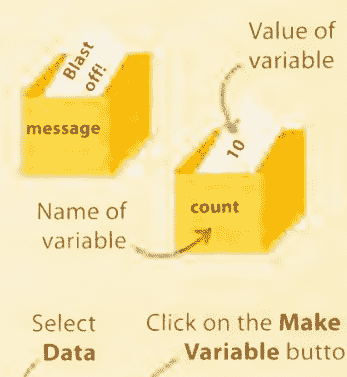 Value of
variable
Blast
off!
message
10
count
Name of
variable
Select
Data
Click on the Make
Variable butto